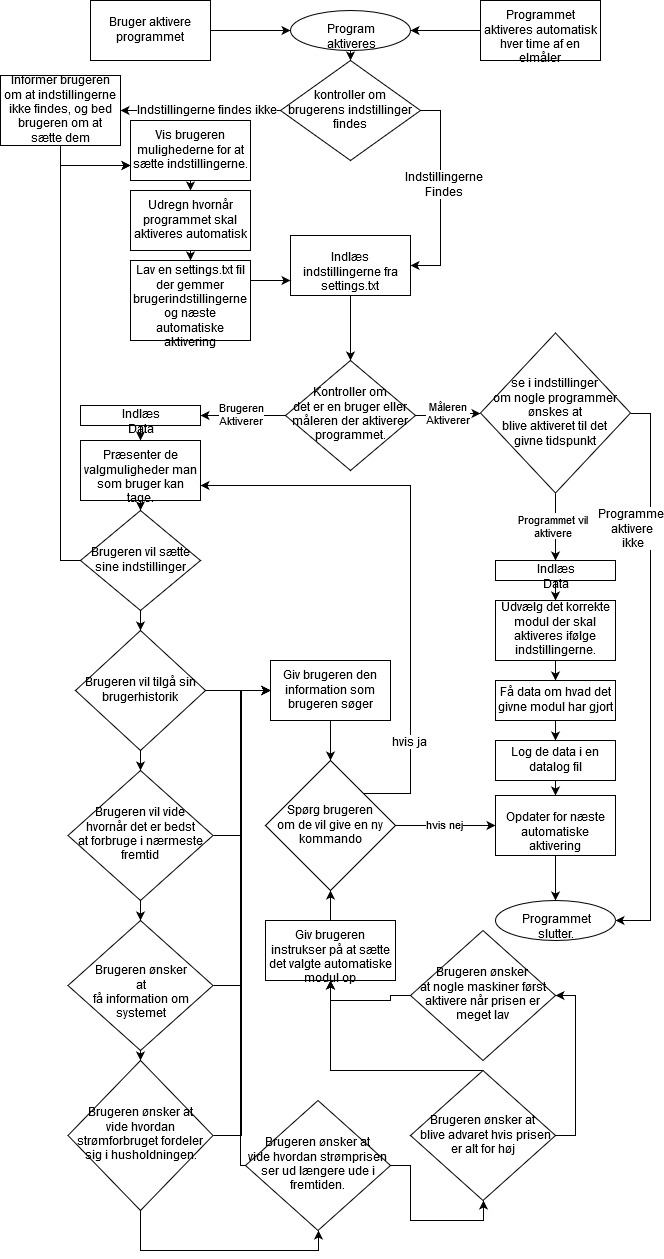 Bruger aktivere
programmet
Program
aktiveres
Programmet
aktiveres automatisk
hver time af en
elmåler
Informer brugeren
om at indstillingerne
ikke findes, og bed
brugeren om at
sætte dem
Indstillingerne findes ikke
kontroller om
brugerens indstillinger
findes
Vis brugeren
mulighederne for at
sætte indstillingerne.
Indstillingerne
Findes
Udregn hvornår
programmet skal
aktiveres automatisk
Lav en settings.txt fil
der gemmer
brugerindstillingerne
og næste
automatiske
aktivering
Indlæs
indstillingerne fra
settings.txt
Kontroller om
det er en bruger eller
måleren der aktiverer
programmet.
Brugeren
Aktiverer
Måleren
Aktiverer
se i indstillinger
om nogle programmer
ønskes at
blive aktiveret til det
givne tidspunkt
Indlæs
Data
Præsenter de
valgmuligheder man
som bruger kan
tage.
Programmet vil
aktivere
Programme
aktivere
ikke
Brugeren vil sætte
sine indstillinger
Indlæs
Data
Udvælg det korrekte
modul der skal
aktiveres ifølge
indstillingerne.
Brugeren vil tilgå sin
brugerhistorik
Giv brugeren den
information som
brugeren søger
Få data om hvad det
givne modul har gjort
hvis ja
Log de data i en
datalog fil
Brugeren vil vide
hvornår det er bedst
at forbruge i nærmeste
fremtid
Spørg brugeren
om de vil give en ny
kommando
hvis nej
Opdater for næste
automatiske
aktivering
Programmet
slutter.
Giv brugeren
instrukser på at sætte
det valgte automatiske
modul op
Brugeren ønsker
at
få information om
systemet
Brugeren ønsker
at nogle maskiner først
aktivere når prisen er
meget lav
Brugeren ønsker at
vide hvordan
strømforbruget fordeler
sig i husholdningen.
Brugeren ønsker at
vide hvordan strømprisen
ser ud længere ude i
fremtiden.
Brugeren ønsker at
blive advaret hvis prisen
er alt for høj